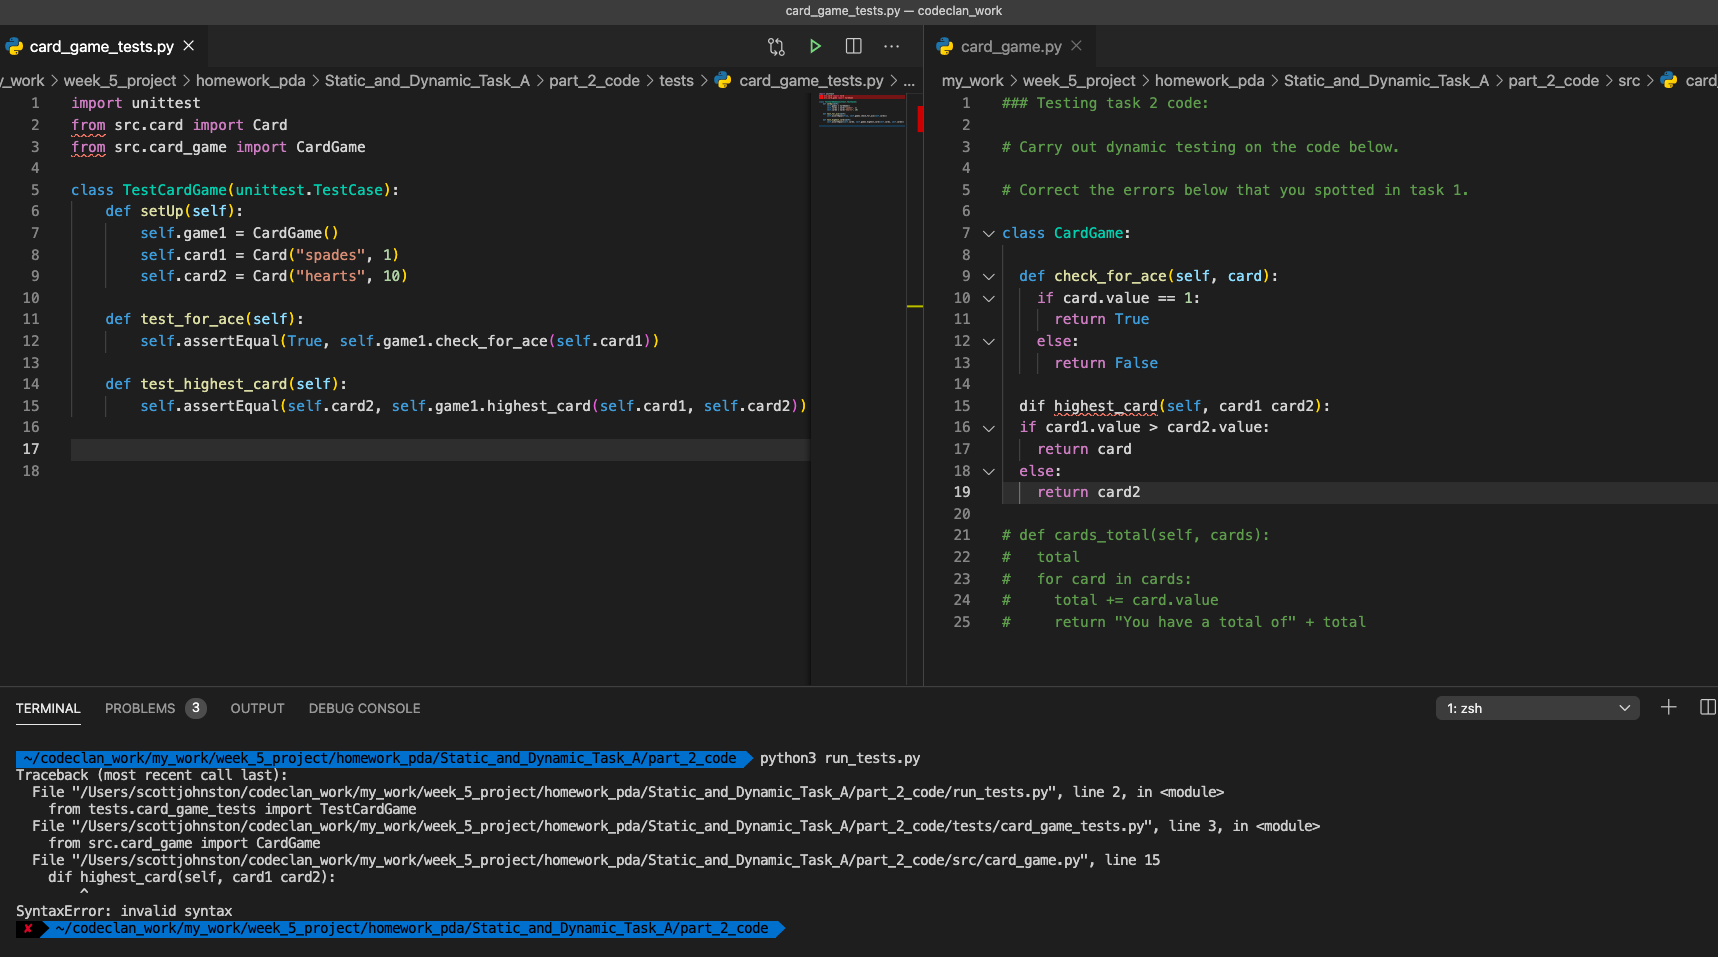 card_game_tests.py — codeclan_work
card_game_tests.py
y_work > week_5_project > homework_pda > Static_and_Dynamic_Task_A > part_2_code > tests > card_game_tests.py > ...
1 import unittest
2 from src.card import Card
3 from src.card_game import CardGame
4
5 class TestCardGame(unittest.TestCase):
6 def setUp(self):
7 self.game1 = CardGame()
8 self.card1 = Card("spades", 1)
9 self.card2 = Card("hearts", 10)
10
11 def test_for_ace(self):
12 self.assertEqual(True, self.game1.check_for_ace(self.card1))
13
14 def test_highest_card(self):
15 self.assertEqual(self.card2, self.game1.highest_card(self.card1, self.card2))
16
17
18
card_game.py
my_work > week_5_project > homework_pda > Static_and_Dynamic_Task_A > part_2_code > src > card
1 ### Testing task 2 code:
2
3 # Carry out dynamic testing on the code below.
4
5 # Correct the errors below that you spotted in task 1.
6
7 class CardGame:
8
9 def check_for_ace(self, card):
10 if card.value == 1:
11 return True
12 else:
13 return False
14
15 dif highest_card(self, card1 card2):
16 if card1.value > card2.value:
17 return card
18 else:
19 return card2
20
21 # def cards_total(self, cards):
22 # total
23 # for card in cards:
24 # total += card.value
25 # return "You have a total of" + total
TERMINAL PROBLEMS 3 OUTPUT DEBUG CONSOLE
1: zsh
~/codeclan_work/my_work/week_5_project/homework_pda/Static_and_Dynamic_Task_A/part_2_code python3 run_tests.py
Traceback (most recent call last):
File "/Users/scottjohnston/codeclan_work/my_work/week_5_project/homework_pda/Static_and_Dynamic_Task_A/part_2_code/run_tests.py", line 2, in <module>
from tests.card_game_tests import TestCardGame
File "/Users/scottjohnston/codeclan_work/my_work/week_5_project/homework_pda/Static_and_Dynamic_Task_A/part_2_code/tests/card_game_tests.py", line 3, in <module>
from src.card_game import CardGame
File "/Users/scottjohnston/codeclan_work/my_work/week_5_project/homework_pda/Static_and_Dynamic_Task_A/part_2_code/src/card_game.py", line 15
dif highest_card(self, card1 card2):
^
SyntaxError: invalid syntax
✘ ~/codeclan_work/my_work/week_5_project/homework_pda/Static_and_Dynamic_Task_A/part_2_code